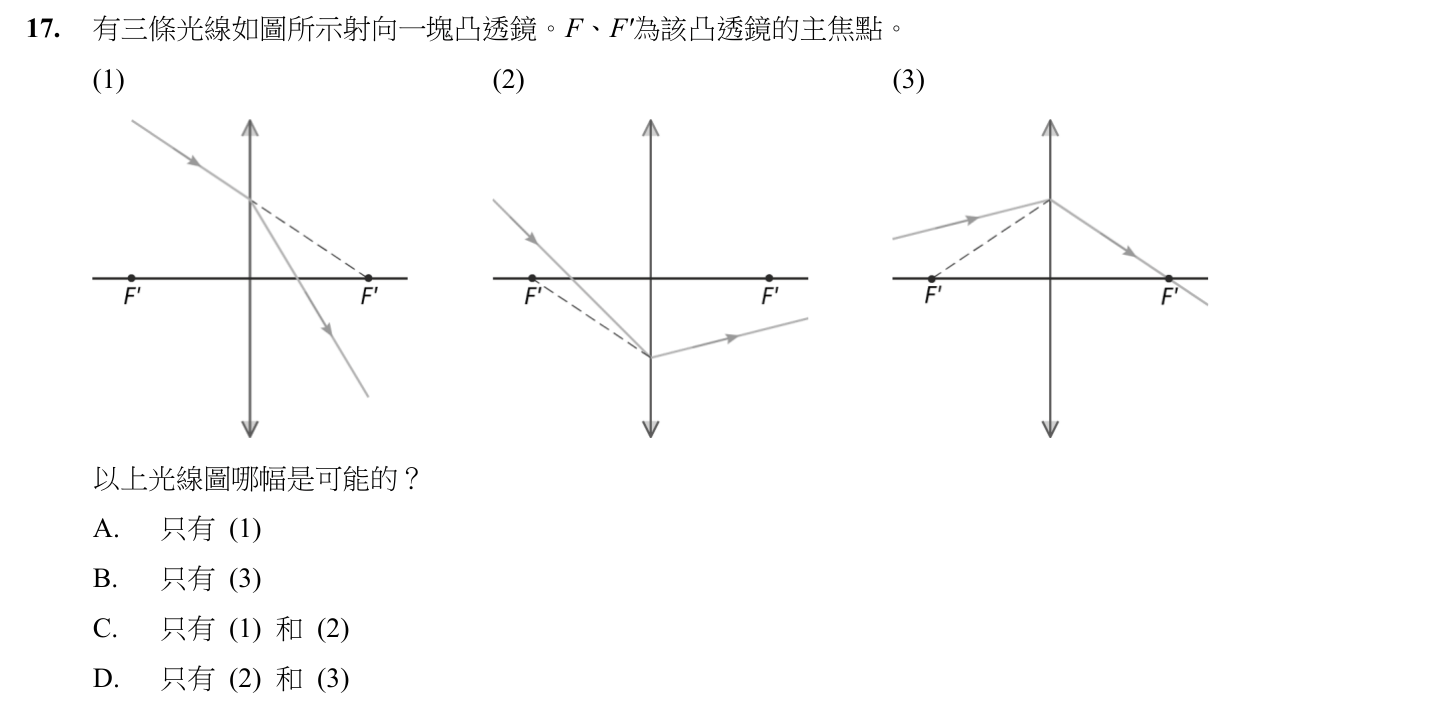 17. 有三條光線如圖所示射向一塊凸透鏡。F、F'為該凸透鏡的主焦點。
(1) (2) (3)
F' F' F' F' F' F'
以上光線圖哪幅是可能的？
A. 只有 (1)
B. 只有 (3)
C. 只有 (1) 和 (2)
D. 只有 (2) 和 (3)